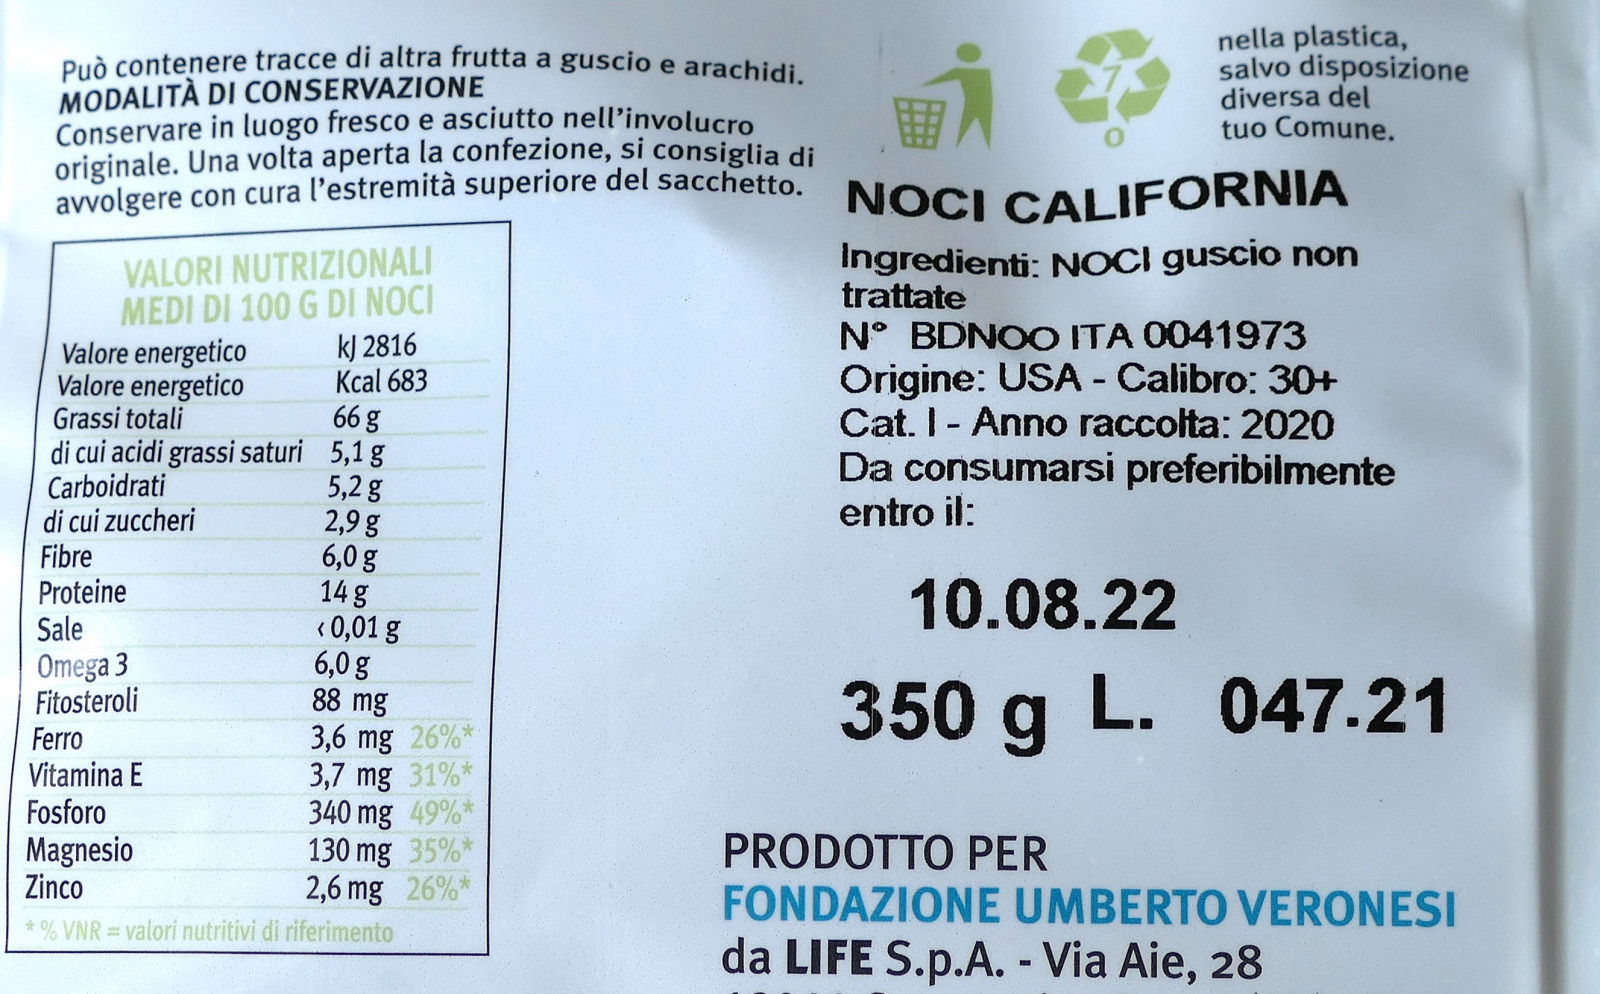 Può contenere tracce di altra frutta a guscio e arachidi.
MODALITÀ DI CONSERVAZIONE
Conservare in luogo fresco e asciutto nell'involucro
originale. Una volta aperta la confezione, si consiglia di
avvolgere con cura l'estremità superiore del sacchetto.
VALORI NUTRIZIONALI
MEDI DI 100 G DI NOCI
Valore energetico kJ 2816
Valore energetico Kcal 683
Grassi totali 66 g
di cui acidi grassi saturi 5,1 g
Carboidrati 5,2 g
di cui zuccheri 2,9 g
Fibre 6,0 g
Proteine 14 g
Sale <0,01 g
Omega 3 6,0 g
Fitosteroli 88 mg
Ferro 3,6 mg 26%*
Vitamina E 3,7 mg 31%*
Fosforo 340 mg 49%*
Magnesio 130 mg 35%*
Zinco 2,6 mg 26%*
*% VNR = valori nutritivi di riferimento
7
O
nella plastica,
salvo disposizione
diversa del
tuo Comune.
NOCI CALIFORNIA
Ingredienti: NOCI guscio non
trattate
N° BDNOO ITA 0041973
Origine: USA - Calibro: 30+
Cat. I - Anno raccolta: 2020
Da consumarsi preferibilmente
entro il:
10.08.22
350 g L. 047.21
PRODOTTO PER
FONDAZIONE UMBERTO VERONESI
da LIFE S.p.A. - Via Aie, 28